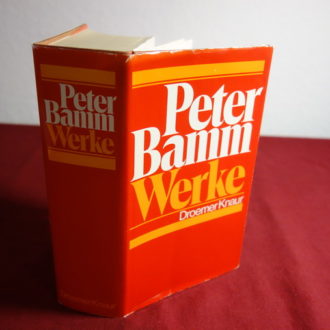 Peter
Bamm
Werke
Droemer Knaur
Peter
Bamm
Werke
Droemer Knaur